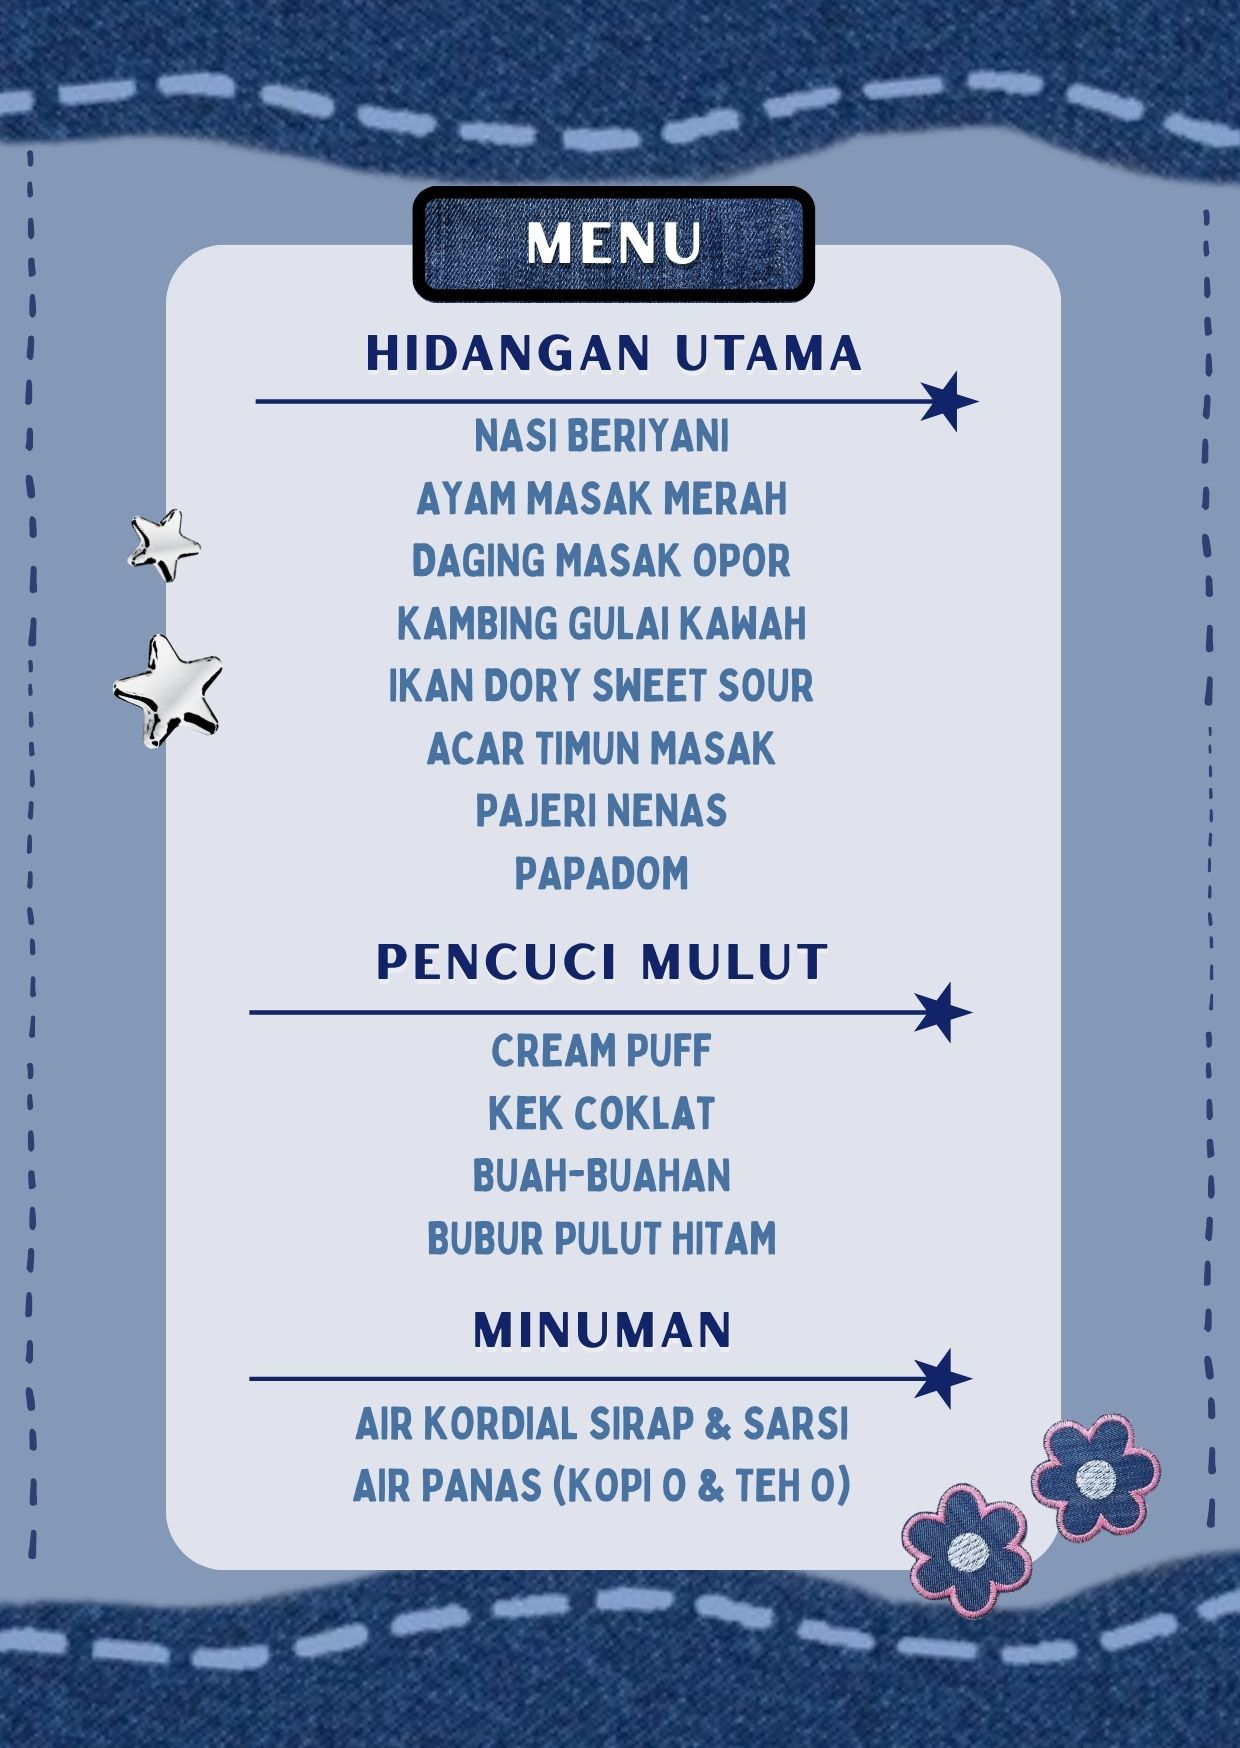 MENU
HIDANGAN UTAMA
NASI BERIYANI
AYAM MASAK MERAH
DAGING MASAK OPOR
KAMBING GULAI KAWAH
IKAN DORY SWEET SOUR
ACAR TIMUN MASAK
PAJERI NENAS
PAPADOM
PENCUCI MULUT
CREAM PUFF
KEK COKLAT
BUAH-BUAHAN
BUBUR PULUT HITAM
MINUMAN
AIR KORDIAL SIRAP & SARSI
AIR PANAS (KOPI O & TEH O)